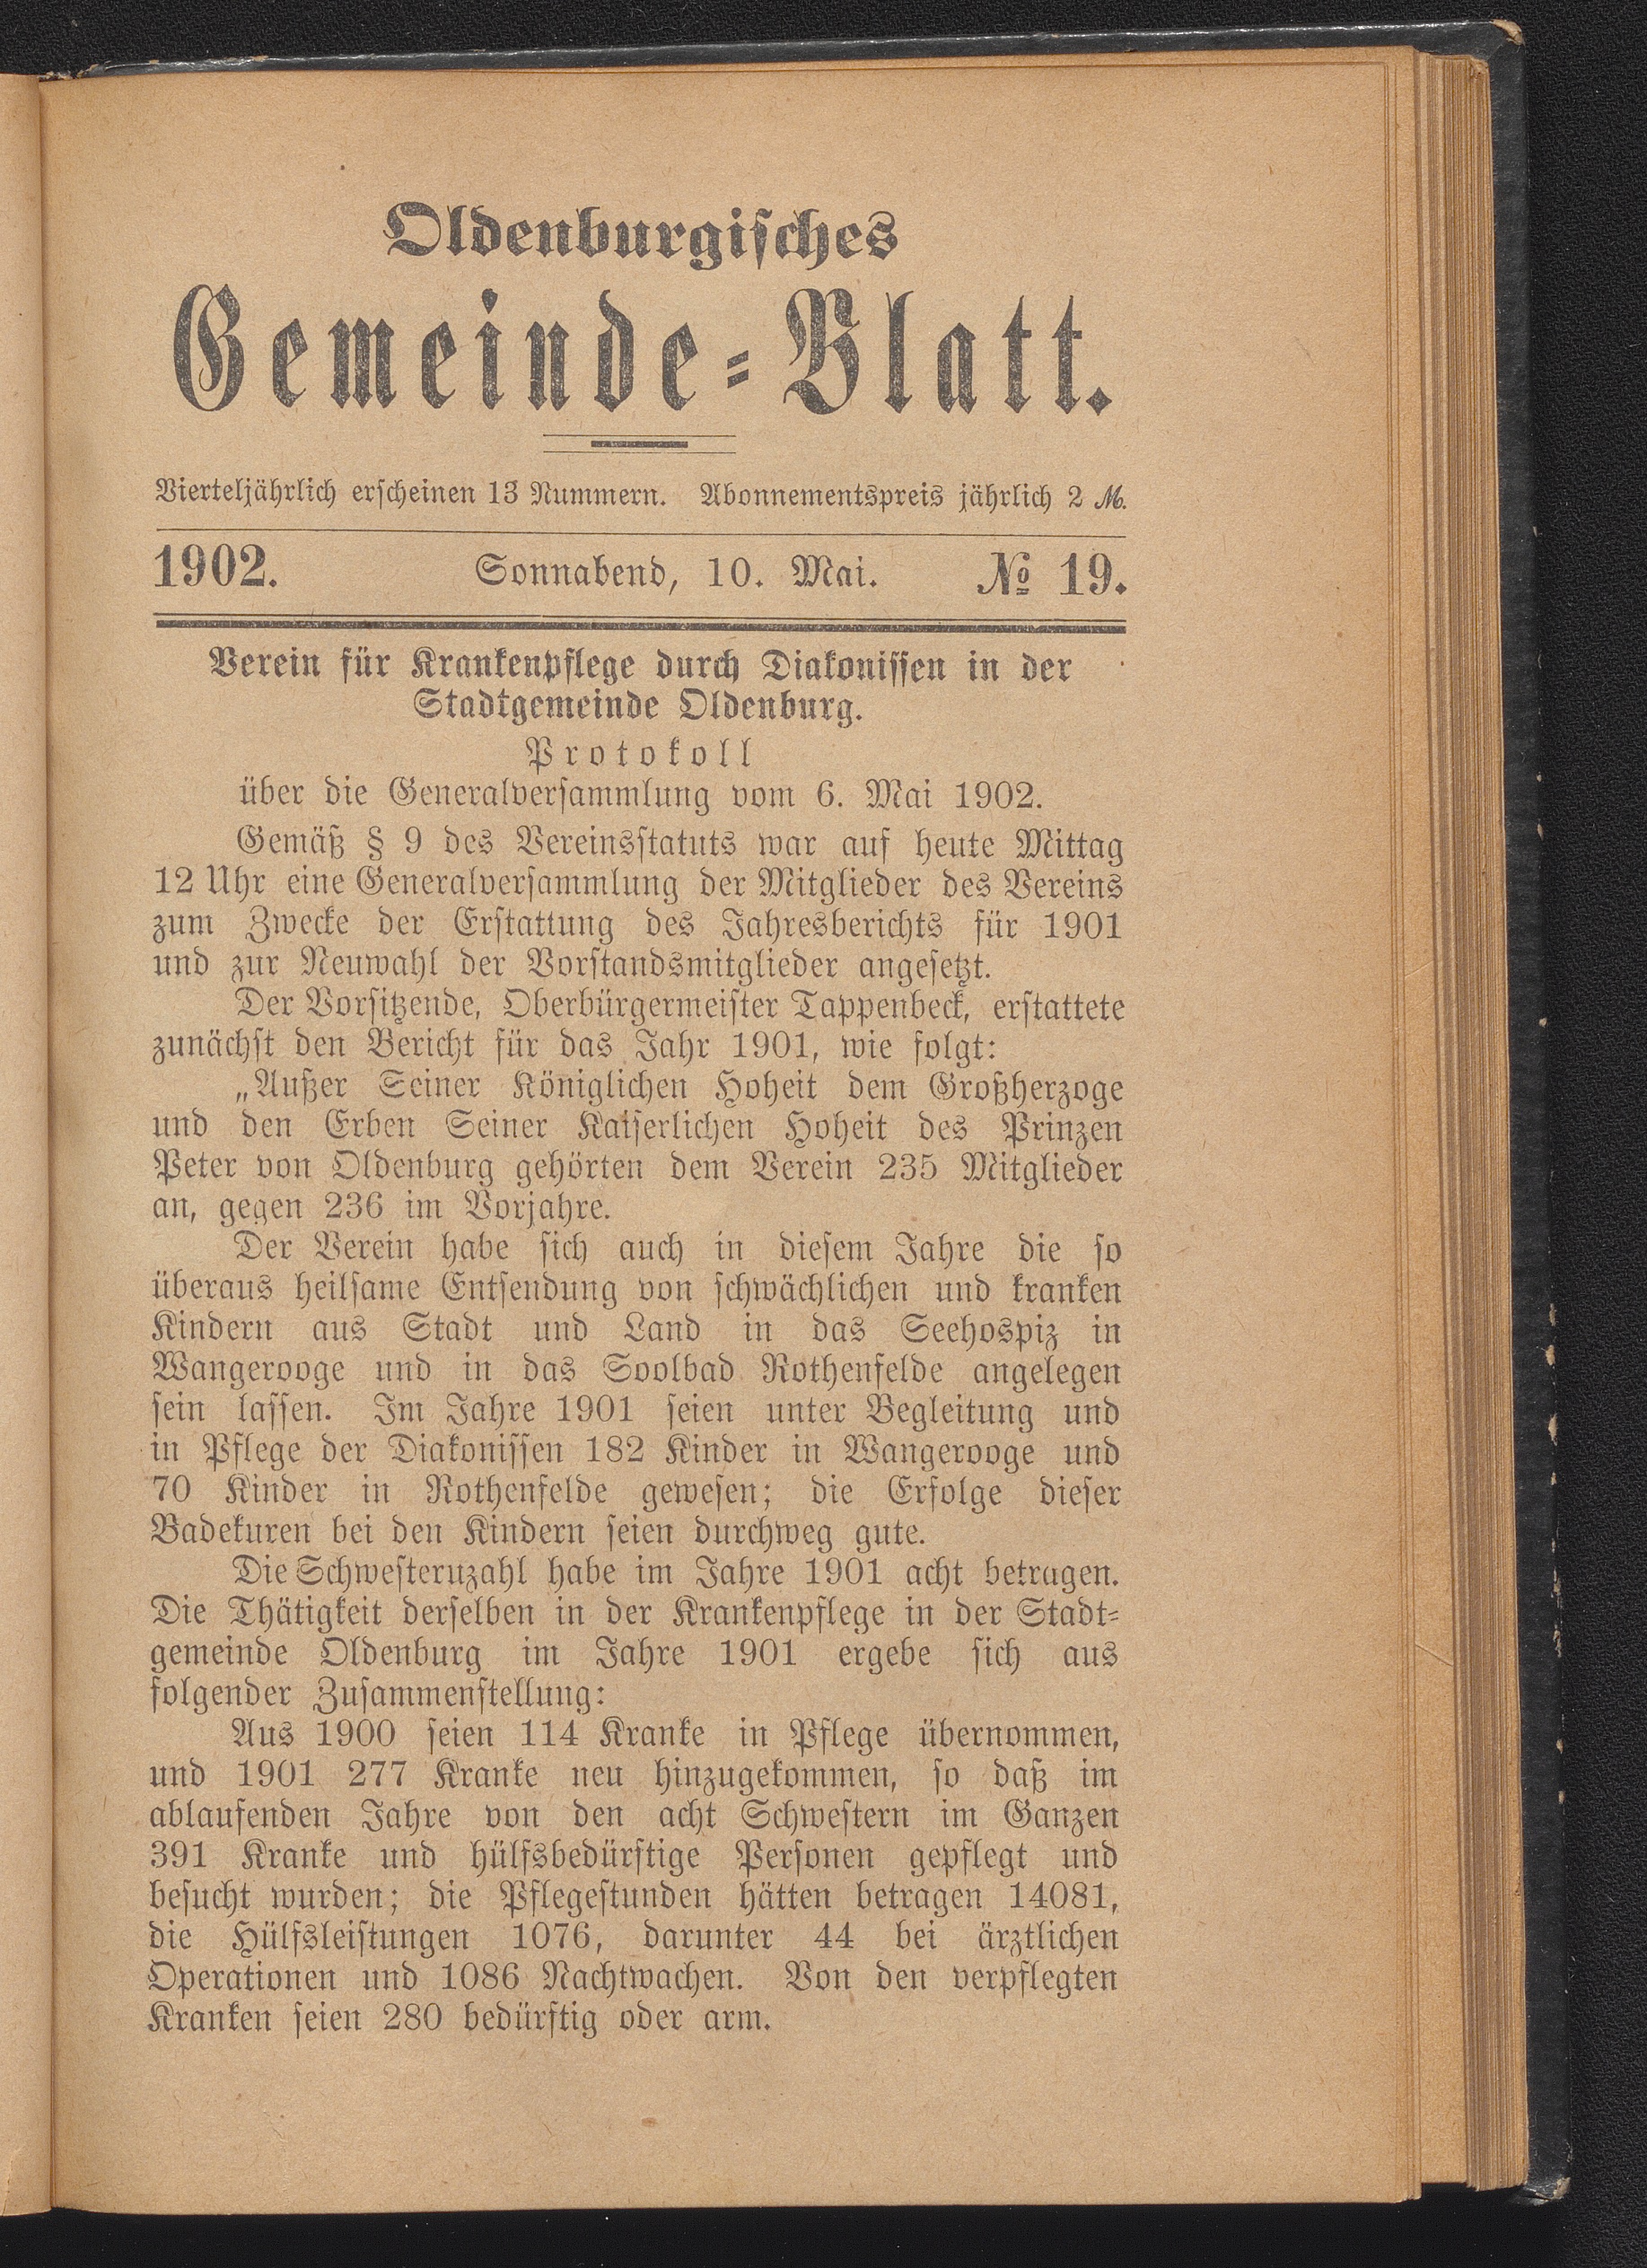 Oldenburgisches
Gemeinde-Blatt.
Vierteljährlich erscheinen 13 Nummern. Abonnementspreis jährlich 2 ℳ.
1902. Sonnabend, 10. Mai. № 19.
Verein für Krankenpflege durch Diakonissen in der
Stadtgemeinde Oldenburg.
Protokoll
über die Generalversammlung vom 6. Mai 1902.
Gemäß § 9 des Vereinsstatuts war auf heute Mittag
12 Uhr eine Generalversammlung der Mitglieder des Vereins
zum Zwecke der Erstattung des Jahresberichts für 1901
und zur Neuwahl der Vorstandsmitglieder angesetzt.
Der Vorsitzende, Oberbürgermeister Tappenbeck, erstattete
zunächst den Bericht für das Jahr 1901, wie folgt:
„Außer Seiner Königlichen Hoheit dem Großherzoge
und den Erben Seiner Kaiserlichen Hoheit des Prinzen
Peter von Oldenburg gehörten dem Verein 235 Mitglieder
an, gegen 236 im Vorjahre.
Der Verein habe sich auch in diesem Jahre die so
überaus heilsame Entsendung von schwächlichen und kranken
Kindern aus Stadt und Land in das Seehospiz in
Wangerooge und in das Soolbad Rothenfelde angelegen
sein lassen. Im Jahre 1901 seien unter Begleitung und
in Pflege der Diakonissen 182 Kinder in Wangerooge und
70 Kinder in Rothenfelde gewesen; die Erfolge dieser
Badekuren bei den Kindern seien durchweg gute.
Die Schwesternzahl habe im Jahre 1901 acht betragen.
Die Thätigkeit derselben in der Krankenpflege in der Stadt-
gemeinde Oldenburg im Jahre 1901 ergebe sich aus
folgender Zusammenstellung:
Aus 1900 seien 114 Kranke in Pflege übernommen,
und 1901 277 Kranke neu hinzugekommen, so daß im
ablaufenden Jahre von den acht Schwestern im Ganzen
391 Kranke und hülfsbedürftige Personen gepflegt und
besucht wurden; die Pflegestunden hätten betragen 14081,
die Hülfsleistungen 1076, darunter 44 bei ärztlichen
Operationen und 1086 Nachtwachen. Von den verpflegten
Kranken seien 280 bedürftig oder arm.